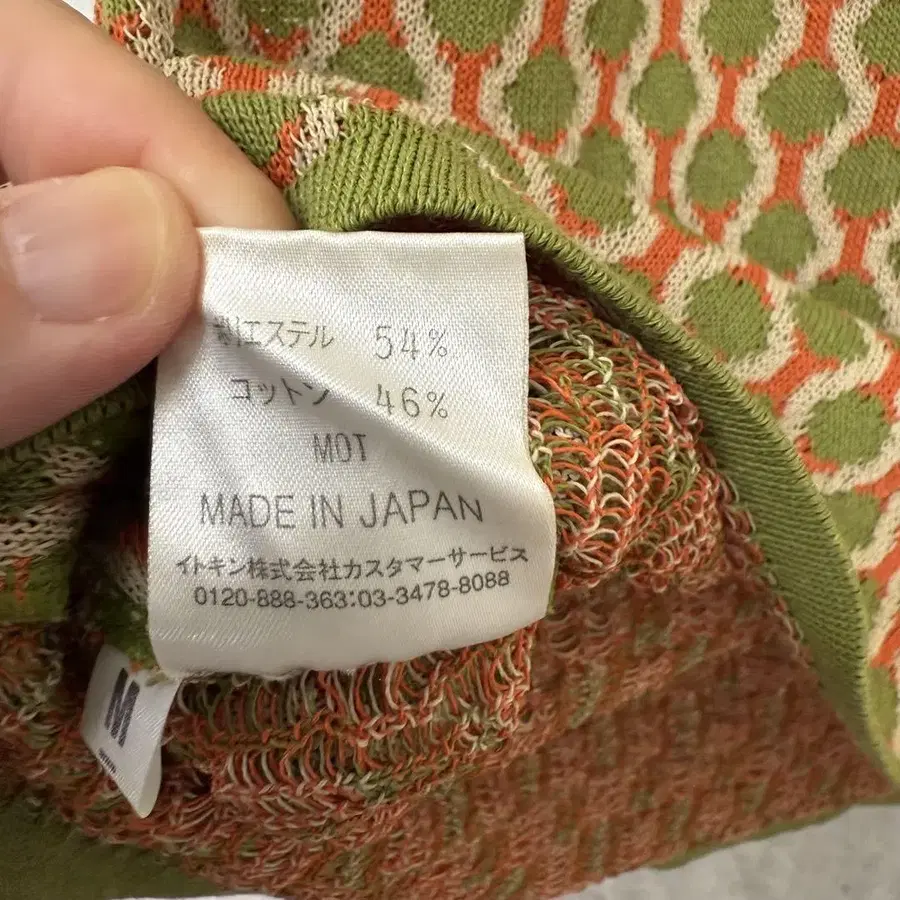 ポリエステル 54%
コットン 46%
MOT
MADE IN JAPAN
イトキン株式会社カスタマーサービス
0120-888-363:03-3478-8088
M